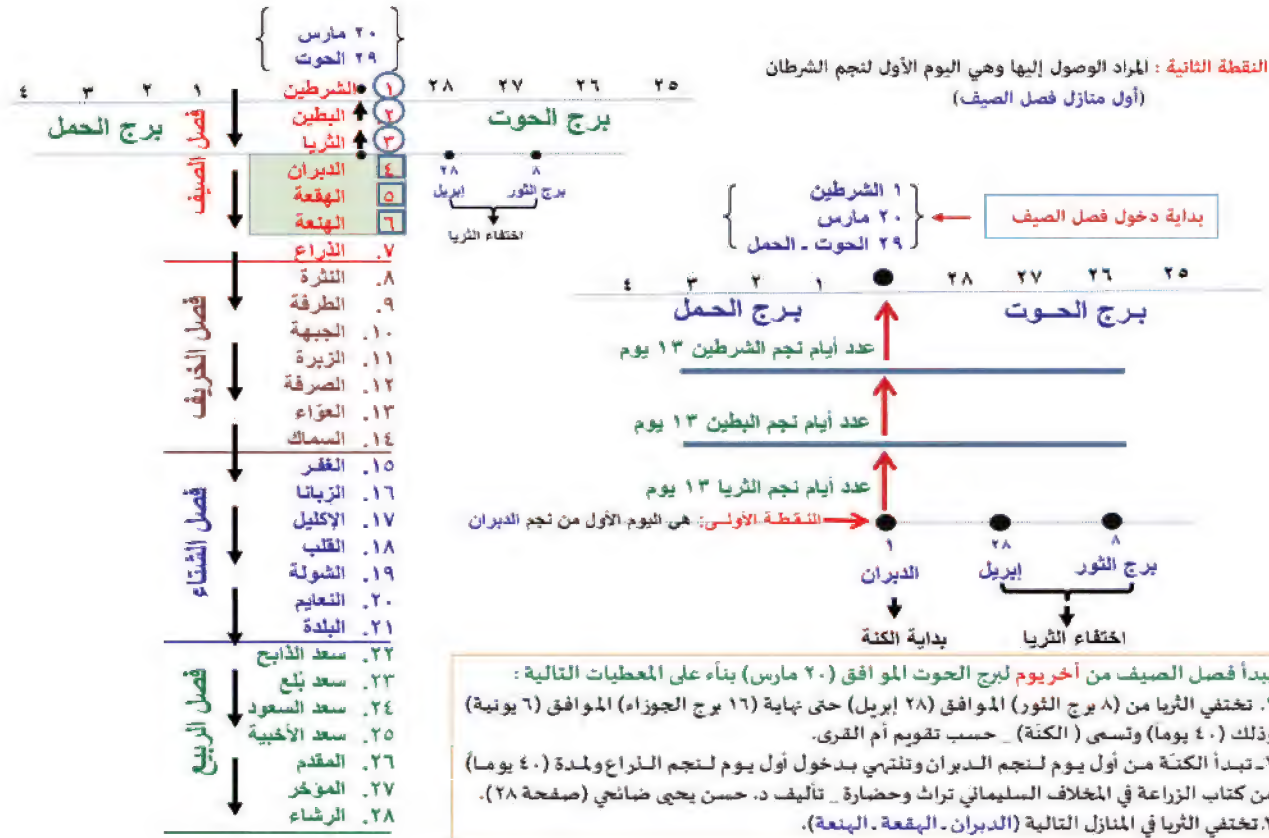 النقطة الثانية : المراد الوصول إليها وهي اليوم الأول لنجم الشرطان
(أول منازل فصل الصيف)
٢٠ مارس
٢٩ الحوت
٢٥ ٢٦ ٢٧ ٢٨ ١ ٢ ٣ ٤
برج الحوت
برج الحمل
١ الشرطين
٢ البطين
٣ الثريا
٤ الدبران
٥ الهقعة
٦ الهنعة
٧. الذراع
فصل الصيف
٨. النثرة
٩. الطرفة
١٠. الجبهة
١١. الزبرة
١٢. الصرفة
١٣. العواء
١٤. السماك
فصل الخريف
١٥. الغفر
١٦. الزبانا
١٧. الإكليل
١٨. القلب
١٩. الشولة
٢٠. النعايم
٢١. البلدة
فصل الشتاء
٢٢. سعد الذابح
٢٣. سعد بلع
٢٤. سعد السعود
٢٥. سعد الأخبية
٢٦. المقدم
٢٧. المؤخر
٢٨. الرشاء
فصل الربيع
٨ ٢٨
برج الثور إبريل
اختفاء الثريا
بداية دخول فصل الصيف
١ الشرطين
٢٠ مارس
٢٩ الحوت - الحمل
٢٥ ٢٦ ٢٧ ٢٨ ١ ٢ ٣ ٤
برج الحوت برج الحمل
عدد أيام نجم الشرطين ١٣ يوم
عدد أيام نجم البطين ١٣ يوم
عدد أيام نجم الثريا ١٣ يوم
النقطة الأولى: هي اليوم الأول من نجم الدبران
٨ ٢٨ ١
برج الثور إبريل الدبران
اختفاء الثريا بداية الكنة
يبدأ فصل الصيف من أخر يوم لبرج الحوت الموافق (٢٠ مارس) بناء على المعطيات التالية :
تختفي الثريا من (٨ برج الثور) الموافق (٢٨ إبريل) حتى نهاية (١٦ برج الجوزاء) الموافق (٦ يونية)
وذلك (٤٠ يوماً) وتسمى (الكنّة) _ حسب تقويم أم القرى.
تبدأ الكنّة من أول يوم لنجم الدبران وتنتهي بدخول أول يوم لنجم الذراع ولمدة (٤٠ يوما)
من كتاب الزراعة في المخلاف السليماني تراث وحضارة _ تأليف د. حسن يحيى ضائحي (صفحة ٢٨).
تختفي الثريا في المنازل التالية (الدبران - الهقعة - الهنعة).